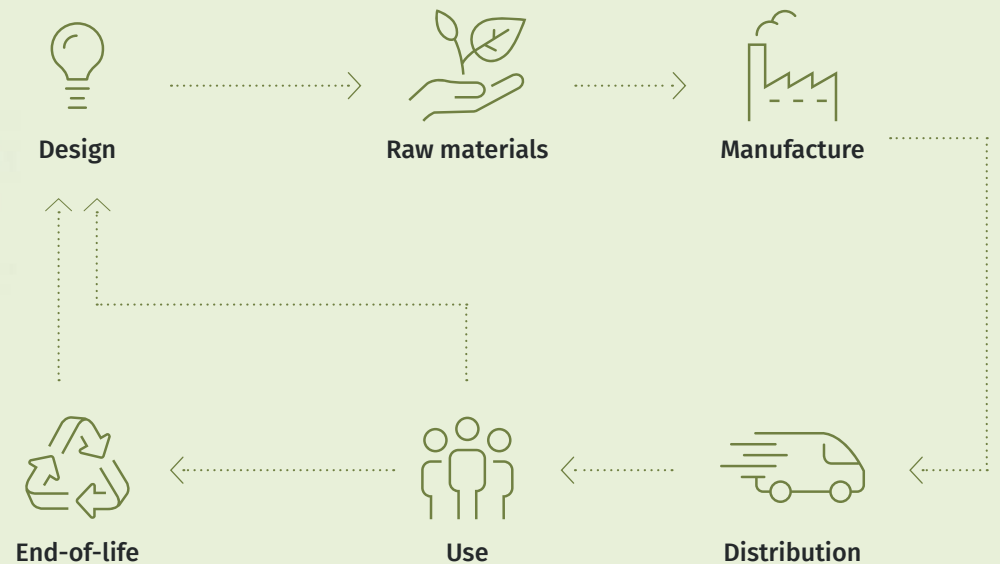 Design
Raw materials
Manufacture
End-of-life
Use
Distribution